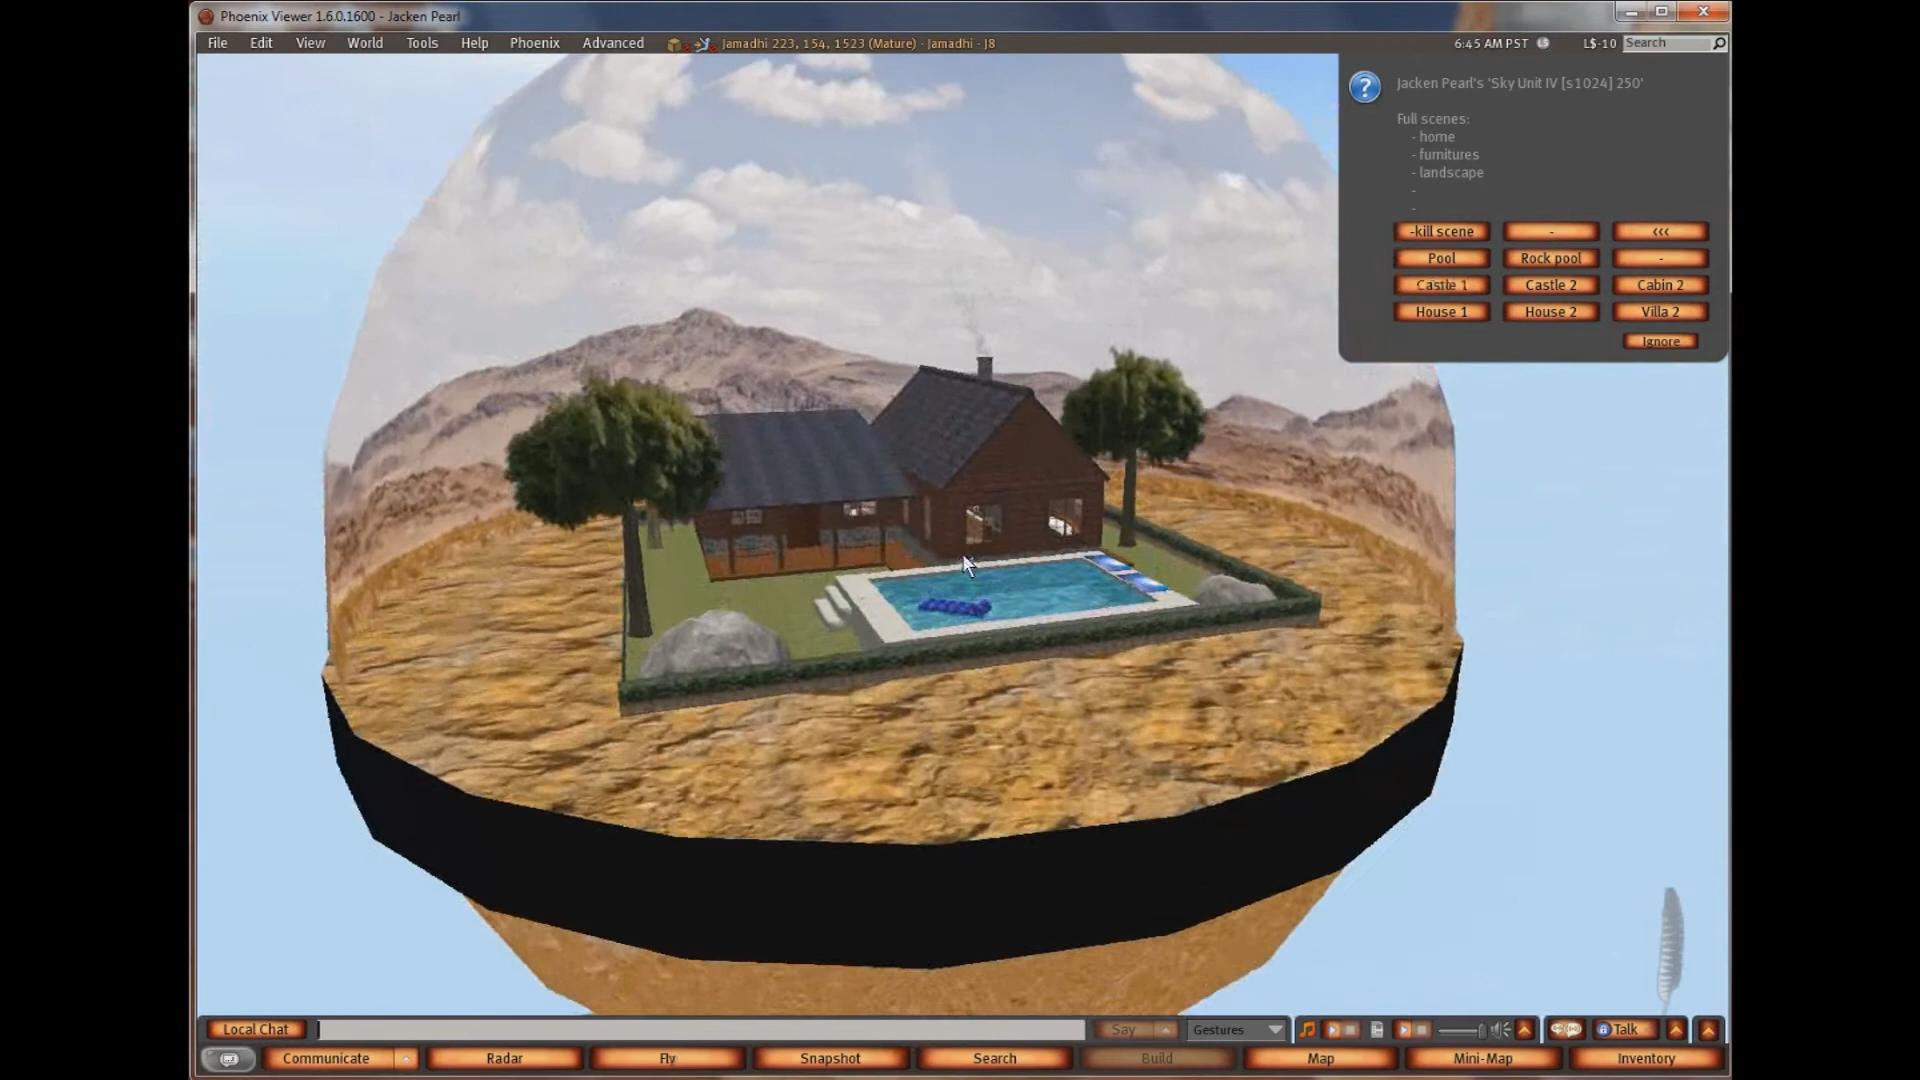 Phoenix Viewer 1.6.0.1600 - Jacken Pearl
File Edit View World Tools Help Phoenix Advanced Jamadhi 223, 154, 1523 (Mature) - Jamadhi - J8 6:45 AM PST L$-10 Search
Jacken Pearl's 'Sky Unit IV [s1024] 250'
Full scenes:
- home
- furnitures
- landscape
-
-
-kill scene - <<<
Pool Rock pool -
Castle 1 Castle 2 Cabin 2
House 1 House 2 Villa 2
Ignore
Local Chat Say Gestures Talk
Communicate Radar Fly Snapshot Search Build Map Mini-Map Inventory